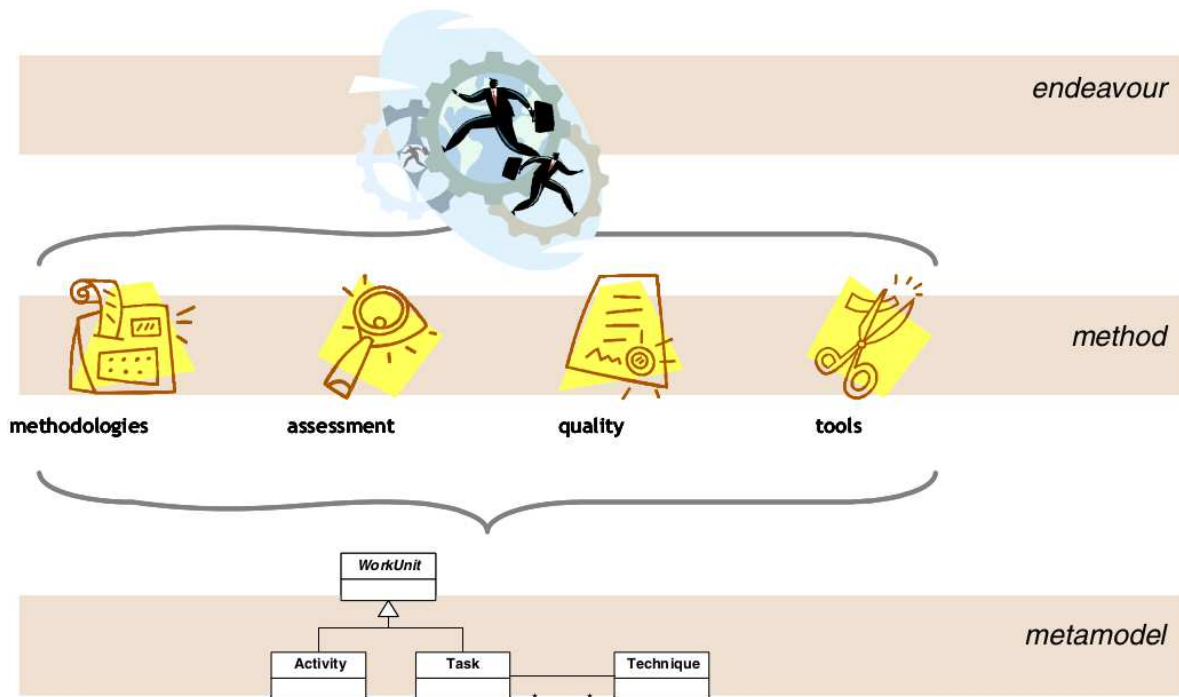 endeavour
method
methodologies assessment quality tools
WorkUnit
metamodel
Activity Task Technique
* *